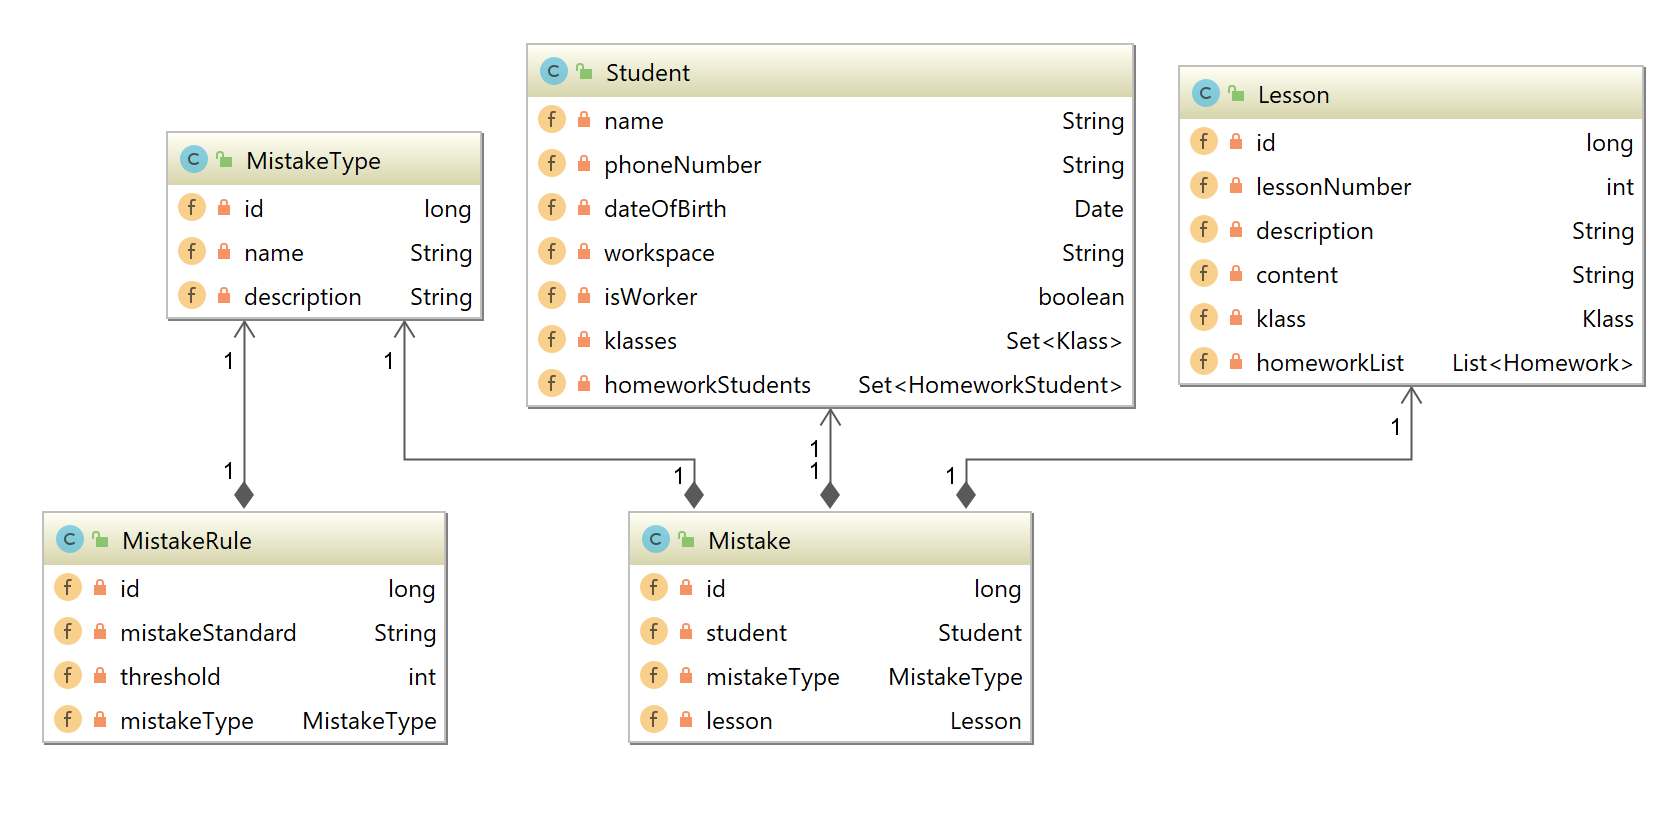 C Student
f name String
f phoneNumber String
f dateOfBirth Date
f workspace String
f isWorker boolean
f klasses Set<Klass>
f homeworkStudents Set<HomeworkStudent>
C Lesson
f id long
f lessonNumber int
f description String
f content String
f klass Klass
f homeworkList List<Homework>
C MistakeType
f id long
f name String
f description String
1
1
1
1
1
1
1
1
C MistakeRule
f id long
f mistakeStandard String
f threshold int
f mistakeType MistakeType
C Mistake
f id long
f student Student
f mistakeType MistakeType
f lesson Lesson